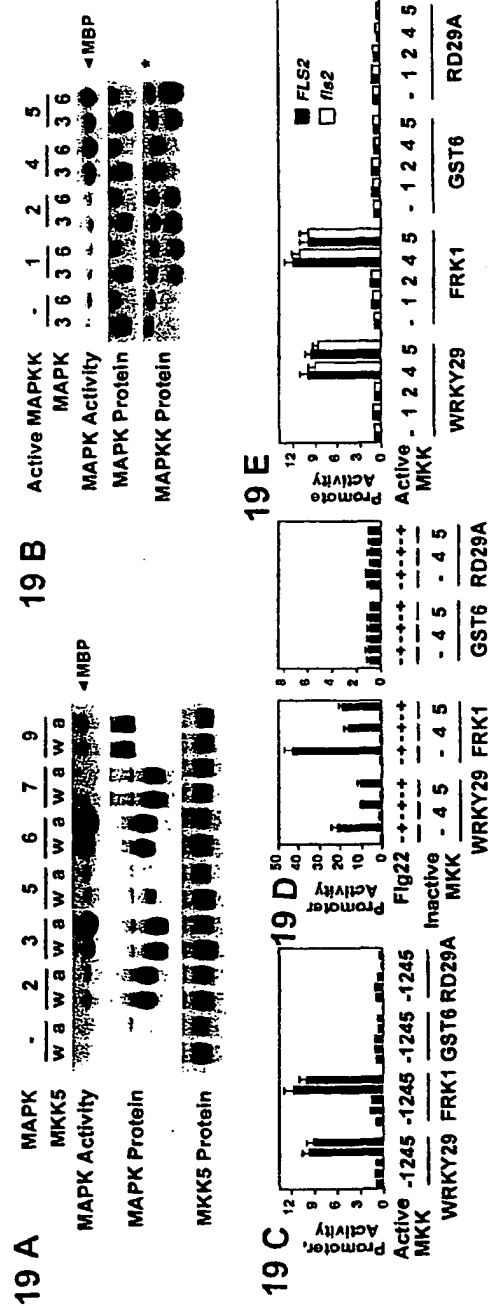 19 A
MAPK - 2 3 5 6 7 9
MKK5 w a w a w a w a w a w a w a
MAPK Activity ◄MBP
MAPK Protein
MKK5 Protein
19 B
Active MAPKK - 1 2 4 5
MAPK 3 6 3 6 3 6 3 6 3 6
MAPK Activity ◄MBP
MAPK Protein
MAPKK Protein *
19 C
Promoter, Activity
12
9
6
3
0
Active MKK -1245 -1245 -1245 -1245
WRKY29 FRK1 GST6 RD29A
19 D
Promoter Activity
50
40
30
20
10
0
8
6
4
2
0
Flg22 -+-+-+ -+-+-+ -+-+-+ -+-+-+
Inactive MKK - 4 5 - 4 5 - 4 5 - 4 5
WRKY29 FRK1 GST6 RD29A
19 E
Promote Activity
12
9
6
3
0
FLS2
fls2
Active MKK - 1 2 4 5 - 1 2 4 5 - 1 2 4 5 - 1 2 4 5
WRKY29 FRK1 GST6 RD29A